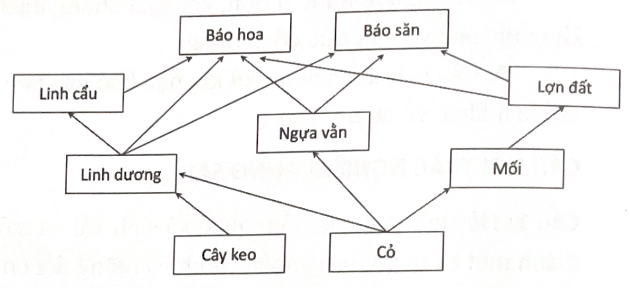 Báo hoa
Báo săn
Linh cẩu
Lợn đất
Ngựa vằn
Linh dương
Mối
Cây keo
Cỏ